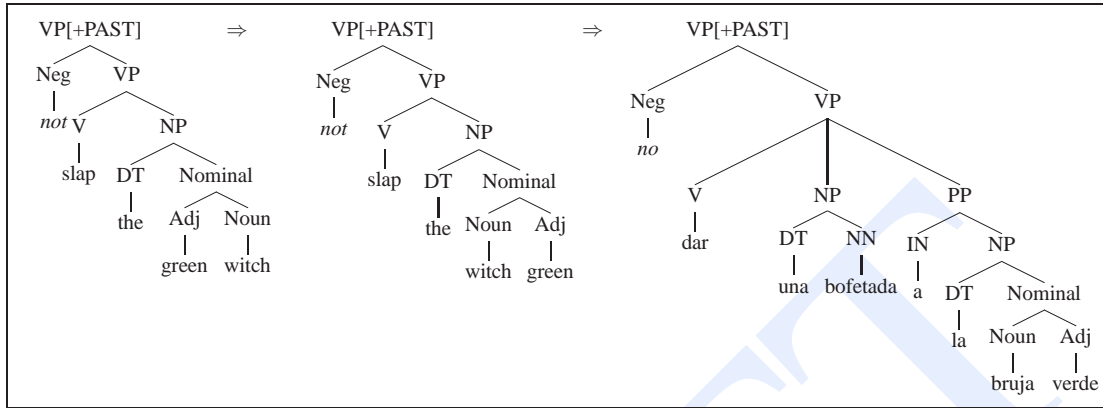 VP[+PAST] ⇒ VP[+PAST] ⇒ VP[+PAST]
Neg VP Neg VP Neg VP
not V NP not V NP no
slap DT Nominal slap DT Nominal V NP PP
the Adj Noun the Noun Adj dar DT NN IN NP
green witch witch green una bofetada a DT Nominal
la Noun Adj
bruja verde